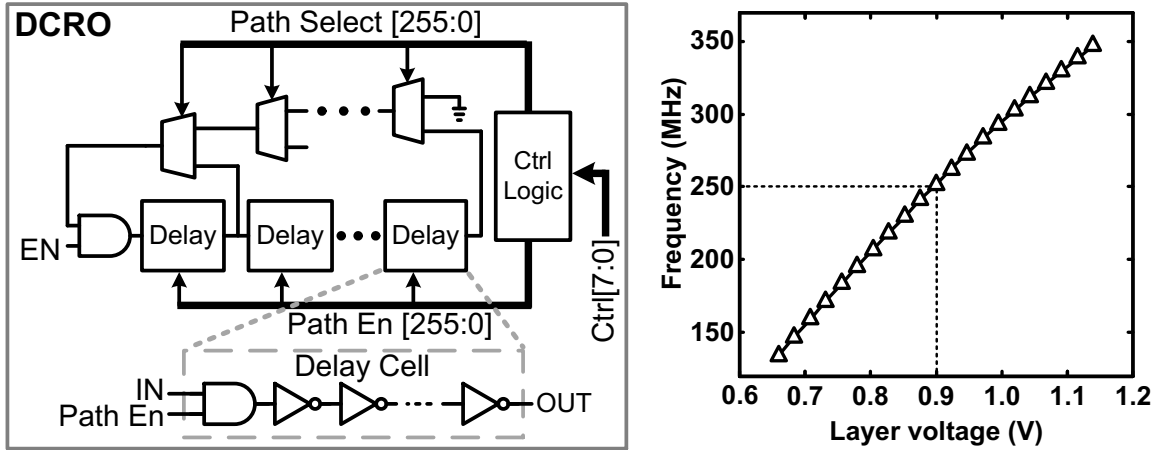 DCRO
Path Select [255:0]
Ctrl
Logic
EN
Delay
Delay
Delay
Ctrl[7:0]
Path En [255:0]
Delay Cell
IN
Path En
OUT
Frequency (MHz)
350
300
250
200
150
0.6 0.7 0.8 0.9 1.0 1.1 1.2
Layer voltage (V)